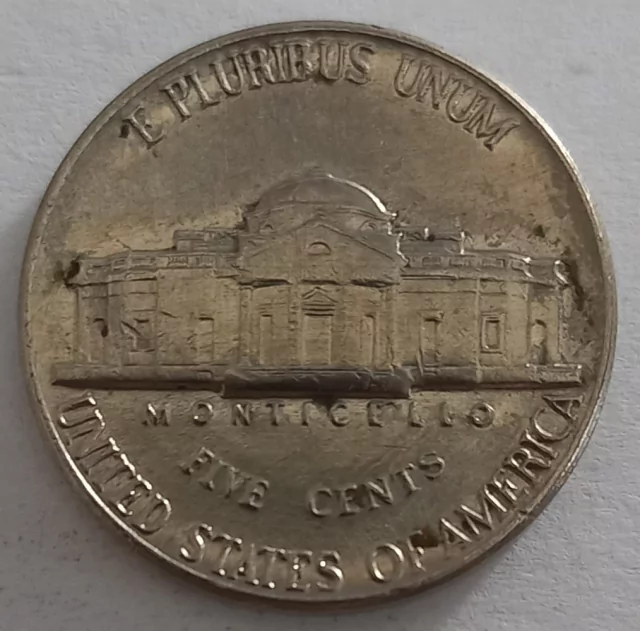 E PLURIBUS UNUM
MONTICELLO
FIVE CENTS
UNITED STATES OF AMERICA